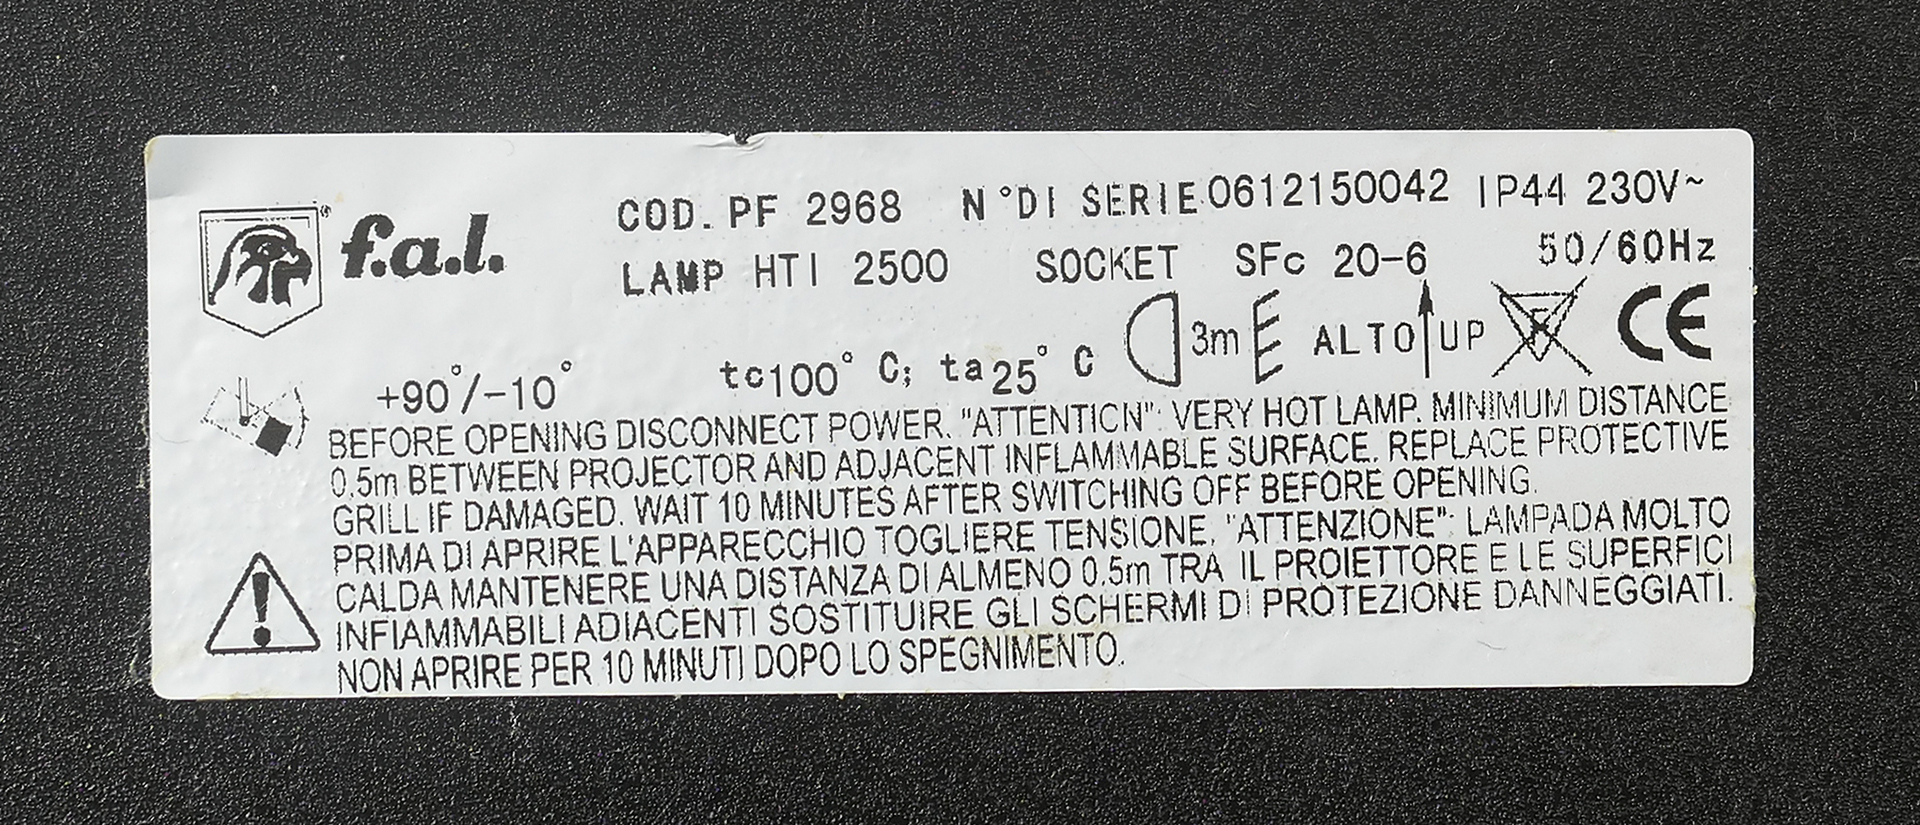 f.a.l.®
COD. PF 2968 N°DI SERIE 0612150042 IP44 230V~
LAMP HTI 2500 SOCKET SFc 20-6 50/60Hz
3m ALTO UP CE
+90°/-10° tc100° C; ta25° C
BEFORE OPENING DISCONNECT POWER. "ATTENTION": VERY HOT LAMP. MINIMUM DISTANCE
0.5m BETWEEN PROJECTOR AND ADJACENT INFLAMMABLE SURFACE. REPLACE PROTECTIVE
GRILL IF DAMAGED. WAIT 10 MINUTES AFTER SWITCHING OFF BEFORE OPENING.
PRIMA DI APRIRE L'APPARECCHIO TOGLIERE TENSIONE. "ATTENZIONE": LAMPADA MOLTO
CALDA MANTENERE UNA DISTANZA DI ALMENO 0.5m TRA IL PROIETTORE E LE SUPERFICI
INFIAMMABILI ADIACENTI SOSTITUIRE GLI SCHERMI DI PROTEZIONE DANNEGGIATI.
NON APRIRE PER 10 MINUTI DOPO LO SPEGNIMENTO.